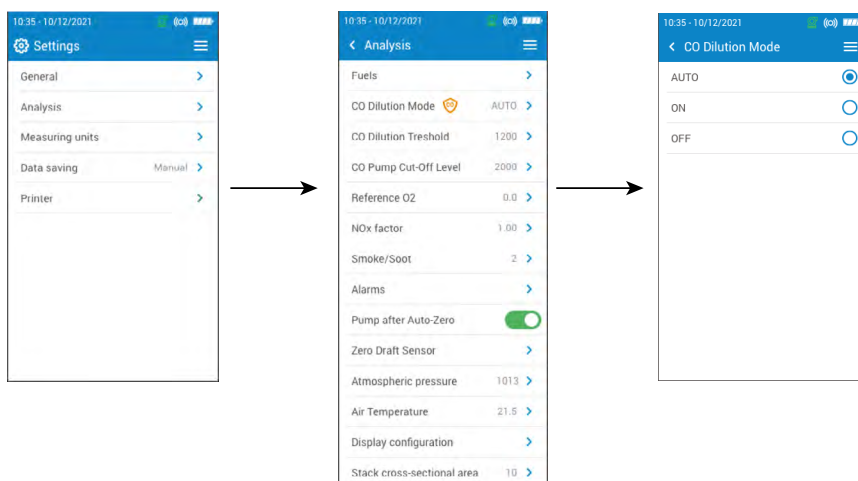 10:35 - 10/12/2021
Settings
General
Analysis
Measuring units
Data saving Manual
Printer
10:35 - 10/12/2021
Analysis
Fuels
CO Dilution Mode AUTO
CO Dilution Treshold 1200
CO Pump Cut-Off Level 2000
Reference O2 0.0
NOx factor 1.00
Smoke/Soot 2
Alarms
Pump after Auto-Zero
Zero Draft Sensor
Atmospheric pressure 1013
Air Temperature 21.5
Display configuration
Stack cross-sectional area 10
10:35 - 10/12/2021
CO Dilution Mode
AUTO
ON
OFF